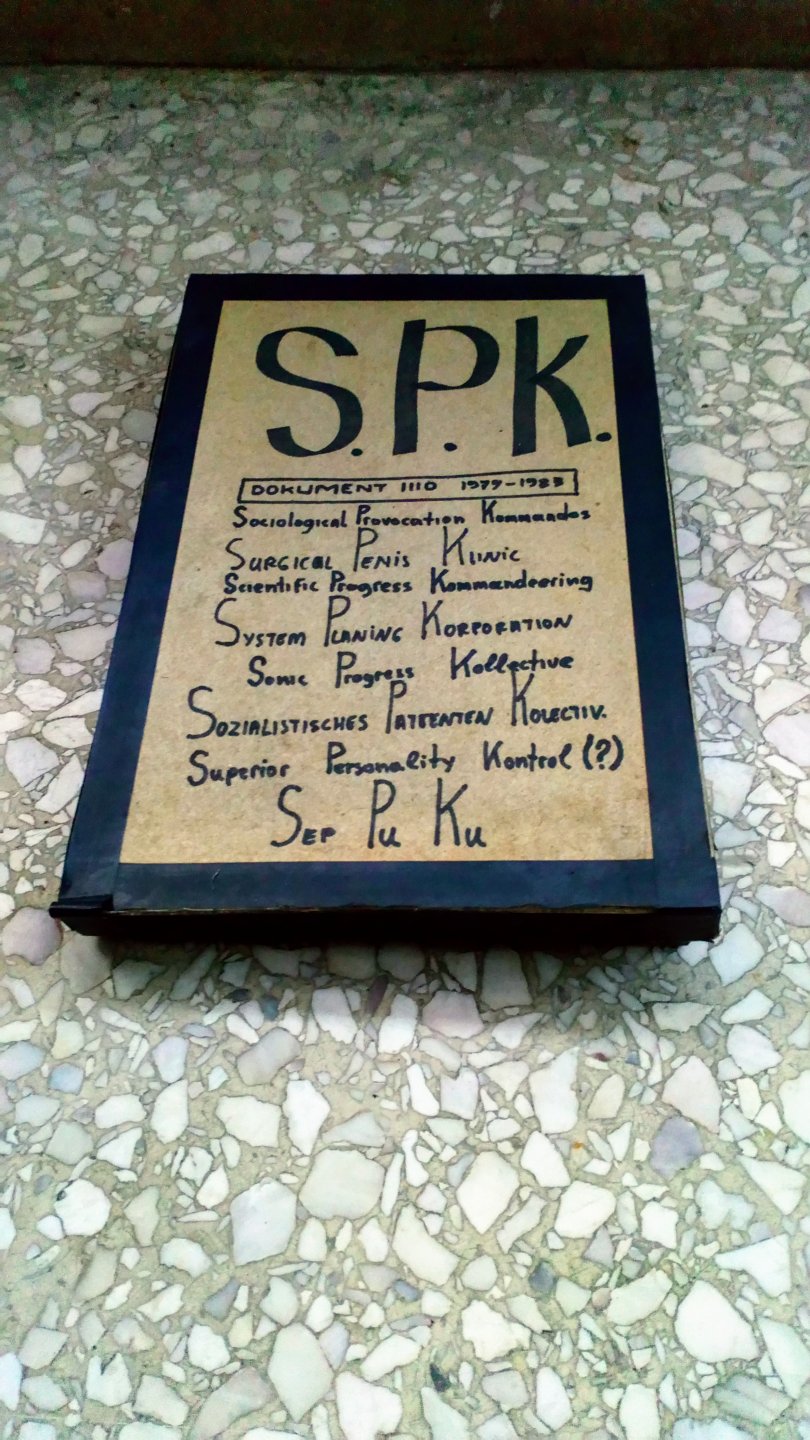 S.P.K.
DOKUMENT IIIO 1979-1983
Sociological Provocation Kommandos
SURGICAL PENIS KLINIC
Scientific Progress Kommandeering
SYSTEM PLANING KORPORATION
Sonic Progress Kollective
SOZIALISTISCHES PATEENTEN KOLECTIV.
Superior Personality Kontrol (?)
SEP PU KU